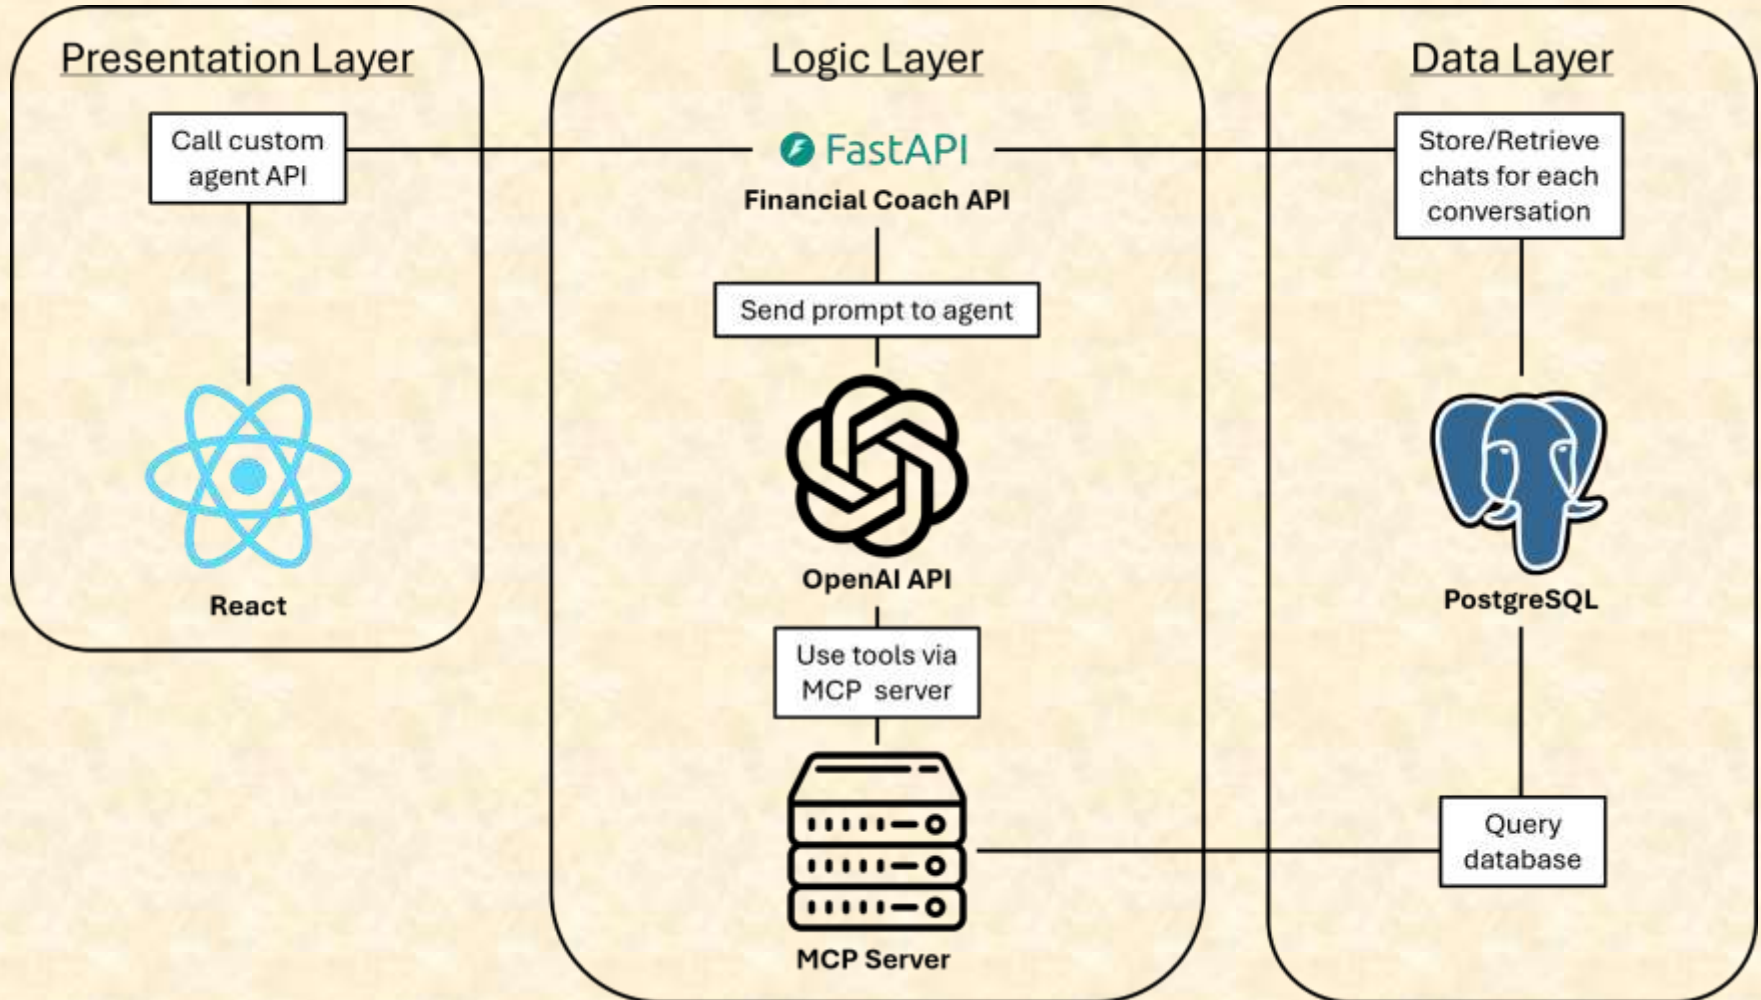 Presentation Layer
Call custom
agent API
React
Logic Layer
FastAPI
Financial Coach API
Send prompt to agent
OpenAI API
Use tools via
MCP server
MCP Server
Data Layer
Store/Retrieve
chats for each
conversation
PostgreSQL
Query
database